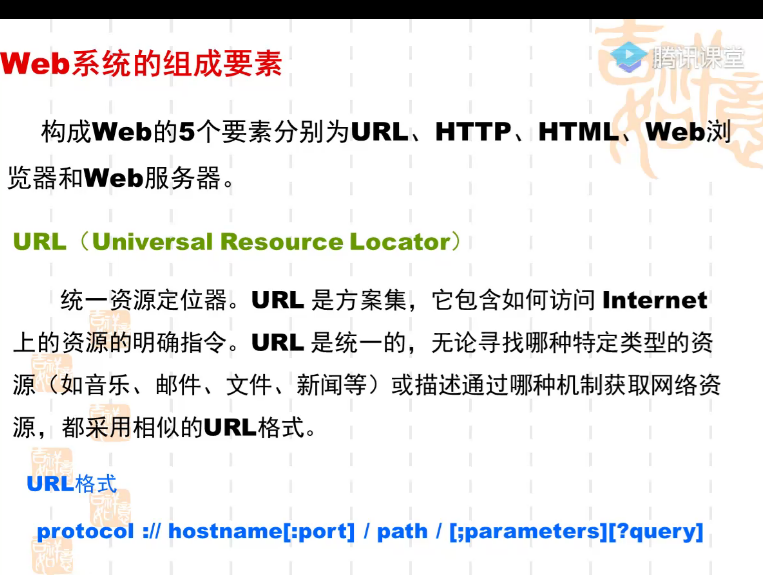 腾讯课堂
Web系统的组成要素
构成Web的5个要素分别为URL、HTTP、HTML、Web浏
览器和Web服务器。
URL（Universal Resource Locator）
统一资源定位器。URL 是方案集，它包含如何访问 Internet
上的资源的明确指令。URL 是统一的，无论寻找哪种特定类型的资
源（如音乐、邮件、文件、新闻等）或描述通过哪种机制获取网络资
源，都采用相似的URL格式。
URL格式
protocol :// hostname[:port] / path / [;parameters][?query]